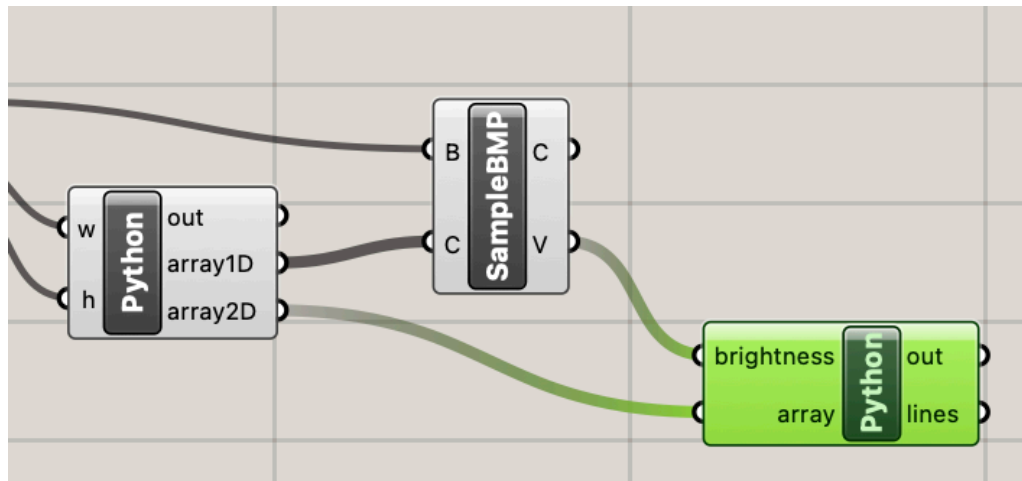 w
h
Python
out
array1D
array2D
B
C
SampleBMP
C
V
brightness
array
Python
out
lines